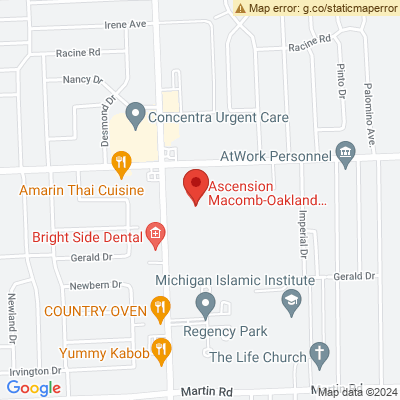 Map error: g.co/staticmaperror
Irene Ave
Racine Rd
Racine Rd
Nancy Dr
Desmond Dr
Pinto Dr
Palomino Ave.
Concentra Urgent Care
AtWork Personnel
Amarin Thai Cuisine
Ascension
Macomb-Oakland...
Imperial Dr
Bright Side Dental
Gerald Dr
Gerald Dr
Michigan Islamic Institute
Newbern Dr
Newland Dr
COUNTRY OVEN
Regency Park
Yummy Kabob
The Life Church
Irvington Dr
Martin Rd
Martin Rd
Google
Map data ©2024